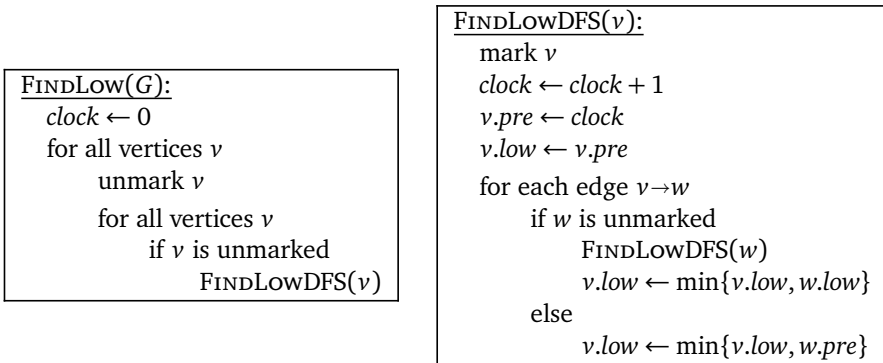 FINDLOW(G):
clock ← 0
for all vertices v
unmark v
for all vertices v
if v is unmarked
FINDLOWDFS(v)
FINDLOWDFS(v):
mark v
clock ← clock + 1
v.pre ← clock
v.low ← v.pre
for each edge v→w
if w is unmarked
FINDLOWDFS(w)
v.low ← min{v.low, w.low}
else
v.low ← min{v.low, w.pre}